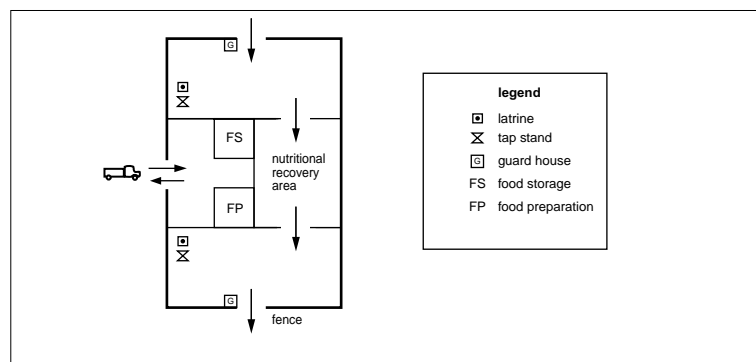 G
FS
nutritional
recovery
area
FP
G
fence
legend
latrine
tap stand
G guard house
FS food storage
FP food preparation